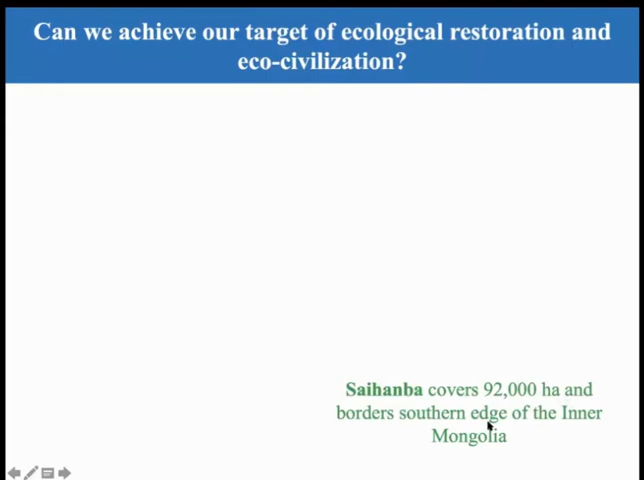 Can we achieve our target of ecological restoration and
eco-civilization?
Saihanba covers 92,000 ha and
borders southern edge of the Inner
Mongolia